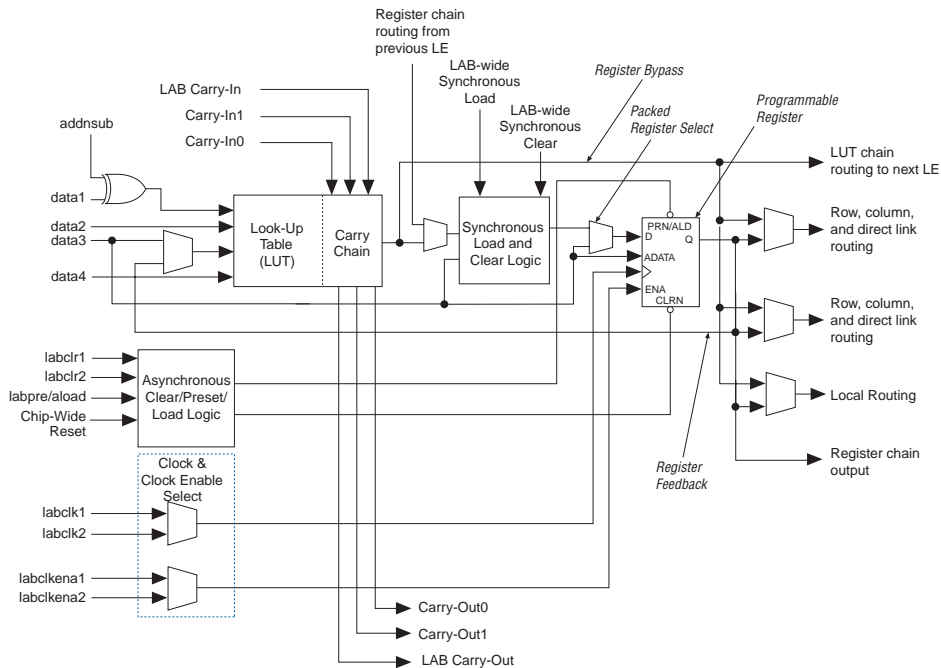 Register chain
routing from
previous LE
LAB-wide
Synchronous
Load
Register Bypass
LAB-wide
Synchronous
Clear
Packed
Register Select
Programmable
Register
LAB Carry-In
Carry-In1
Carry-In0
addnsub
data1
data2
data3
data4
Look-Up
Table
(LUT)
Carry
Chain
Synchronous
Load and
Clear Logic
PRN/ALD
D
Q
ADATA
ENA
CLRN
LUT chain
routing to next LE
Row, column,
and direct link
routing
Row, column,
and direct link
routing
Local Routing
Register chain
output
Register
Feedback
labclr1
labclr2
labpre/aload
Chip-Wide
Reset
Asynchronous
Clear/Preset/
Load Logic
Clock &
Clock Enable
Select
labclk1
labclk2
labclkena1
labclkena2
Carry-Out0
Carry-Out1
LAB Carry-Out